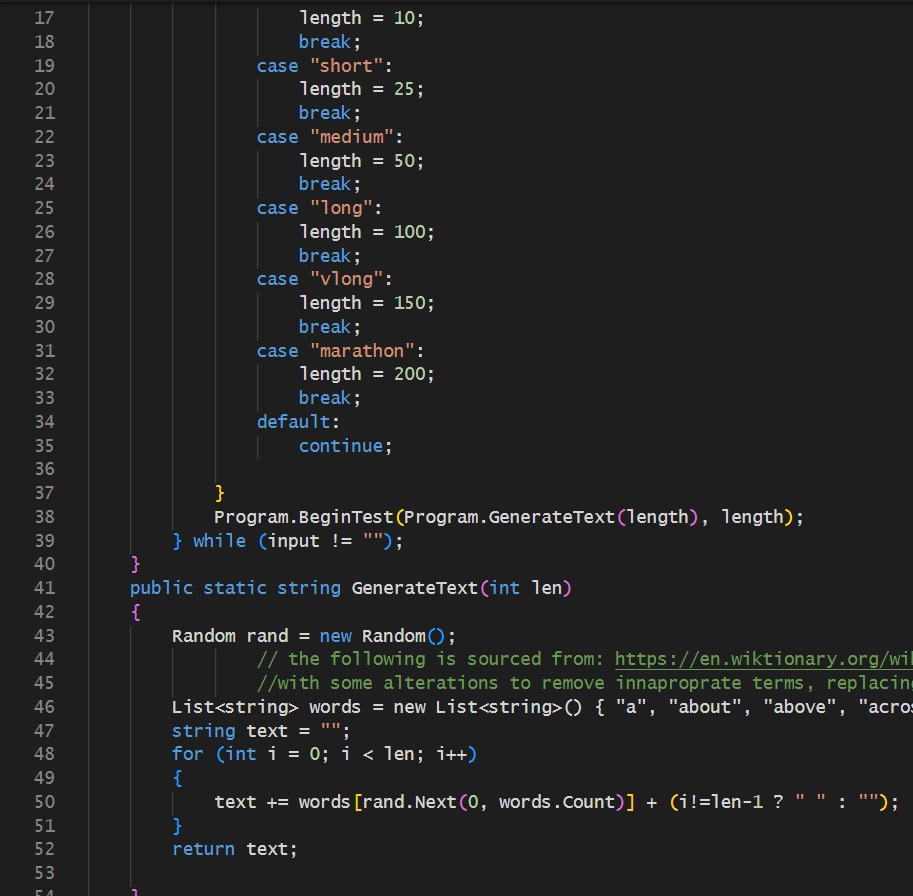 17 length = 10;
18 break;
19 case "short":
20 length = 25;
21 break;
22 case "medium":
23 length = 50;
24 break;
25 case "long":
26 length = 100;
27 break;
28 case "vlong":
29 length = 150;
30 break;
31 case "marathon":
32 length = 200;
33 break;
34 default:
35 continue;
36
37 }
38 Program.BeginTest(Program.GenerateText(length), length);
39 } while (input != "");
40 }
41 public static string GenerateText(int len)
42 {
43 Random rand = new Random();
44 // the following is sourced from: https://en.wiktionary.org/wi
45 //with some alterations to remove innaproprate terms, replacin
46 List<string> words = new List<string>() { "a", "about", "above", "acros
47 string text = "";
48 for (int i = 0; i < len; i++)
49 {
50 text += words[rand.Next(0, words.Count)] + (i!=len-1 ? " " : "");
51 }
52 return text;
53
54 }